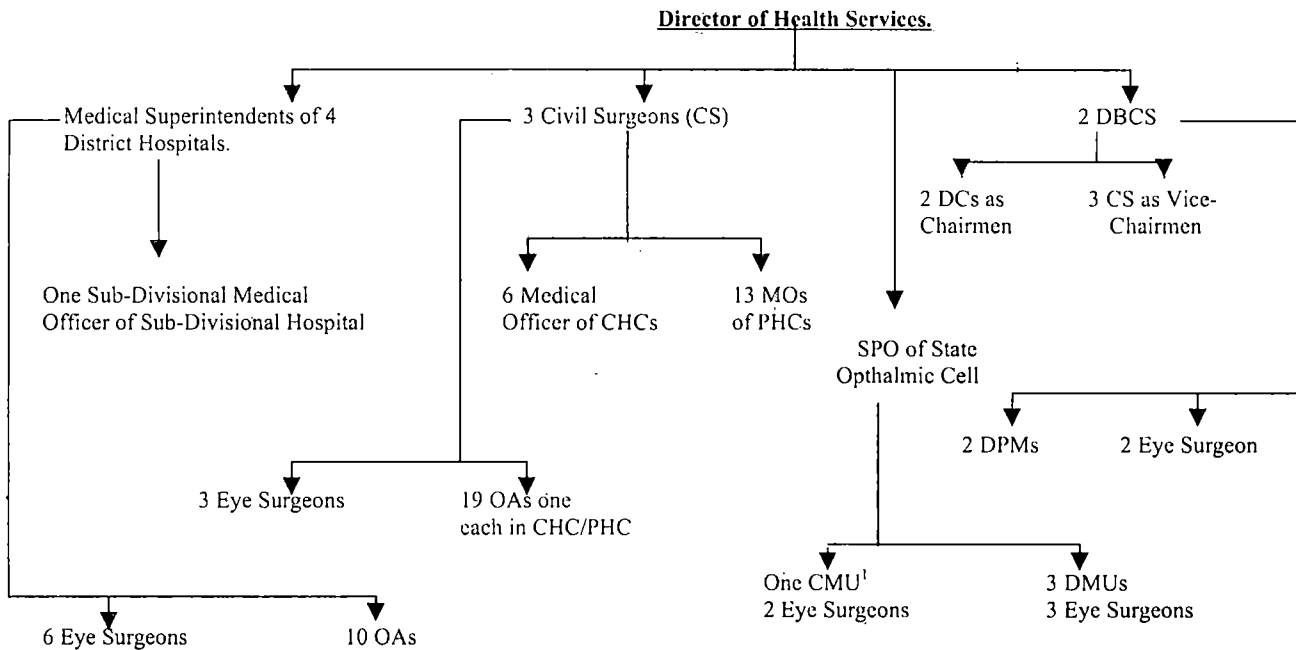 Director of Health Services.
Medical Superintendents of 4
District Hospitals.
3 Civil Surgeons (CS)
2 DBCS
2 DCs as
Chairmen
3 CS as Vice-
Chairmen
One Sub-Divisional Medical
Officer of Sub-Divisional Hospital
6 Medical
Officer of CHCs
13 MOs
of PHCs
SPO of State
Opthalmic Cell
2 DPMs
2 Eye Surgeon
3 Eye Surgeons
19 OAs one
each in CHC/PHC
One CMU¹
2 Eye Surgeons
3 DMUs
3 Eye Surgeons
6 Eye Surgeons
10 OAs